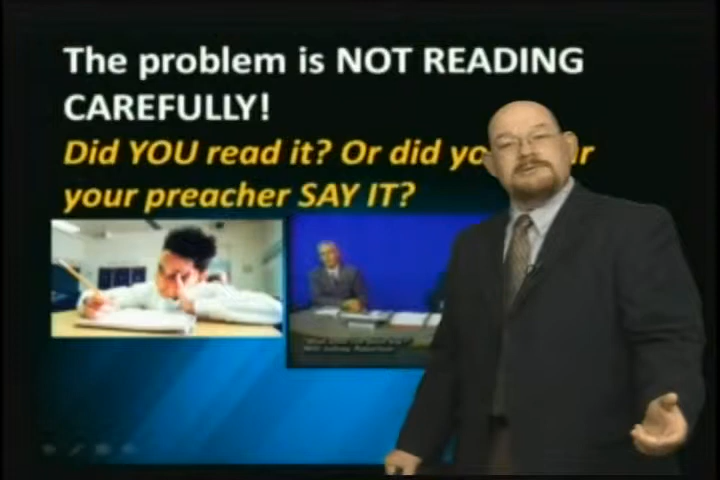 The problem is NOT READING
CAREFULLY!
Did YOU read it? Or did
your preacher SAY IT?